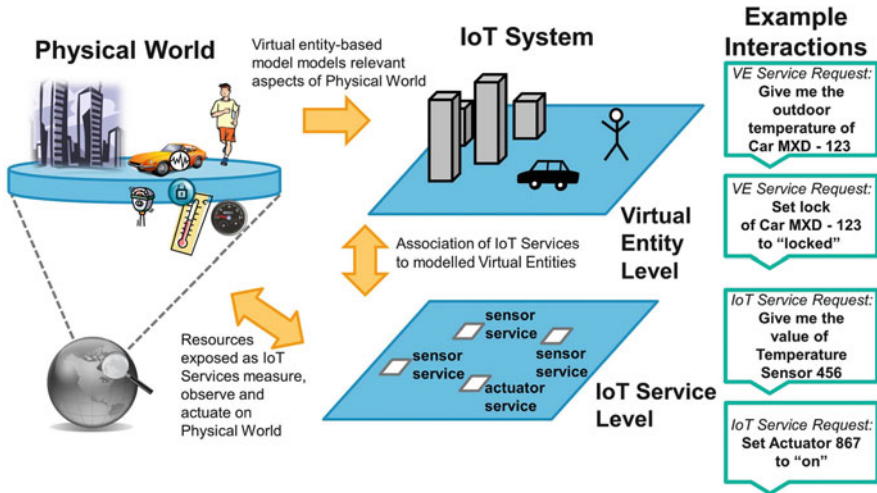 Physical World
Virtual entity-based
model models relevant
aspects of Physical World
IoT System
Virtual
Entity
Level
Association of IoT Services
to modelled Virtual Entities
Resources
exposed as IoT
Services measure,
observe and
actuate on
Physical World
sensor
service
sensor
service
sensor
service
actuator
service
IoT Service
Level
Example
Interactions
VE Service Request:
Give me the
outdoor
temperature of
Car MXD - 123
VE Service Request:
Set lock
of Car MXD - 123
to “locked”
IoT Service Request:
Give me the
value of
Temperature
Sensor 456
IoT Service Request:
Set Actuator 867
to “on”